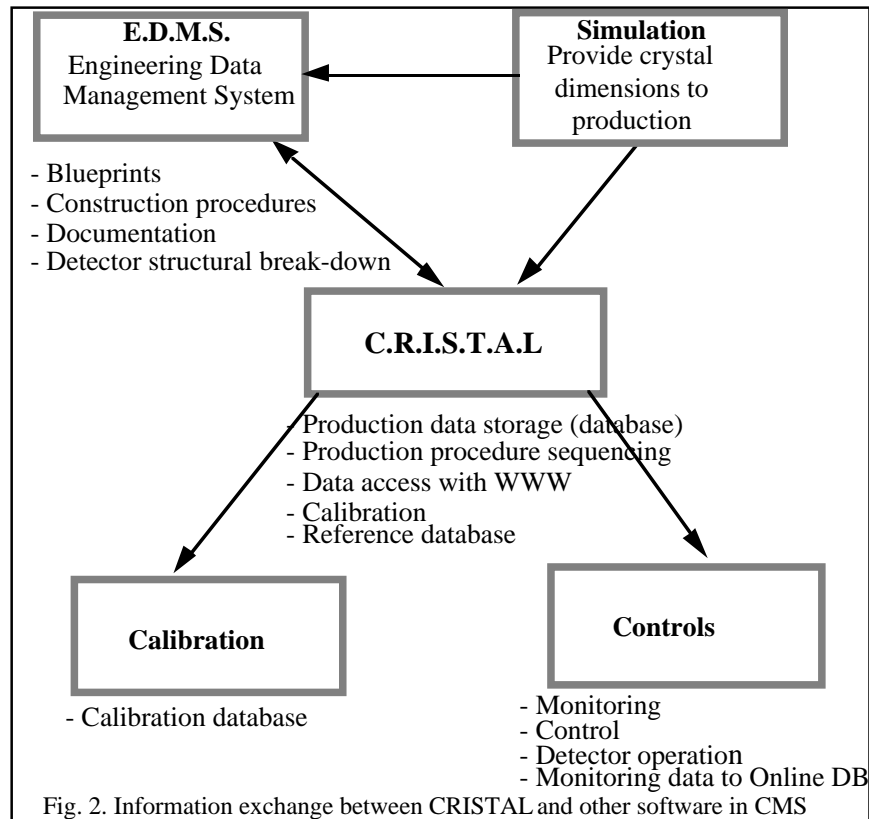 E.D.M.S.
Engineering Data
Management System
Simulation
Provide crystal
dimensions to
production
- Blueprints
- Construction procedures
- Documentation
- Detector structural break-down
C.R.I.S.T.A.L
- Production data storage (database)
- Production procedure sequencing
- Data access with WWW
- Calibration
- Reference database
Calibration
- Calibration database
Controls
- Monitoring
- Control
- Detector operation
- Monitoring data to Online DB
Fig. 2. Information exchange between CRISTAL and other software in CMS